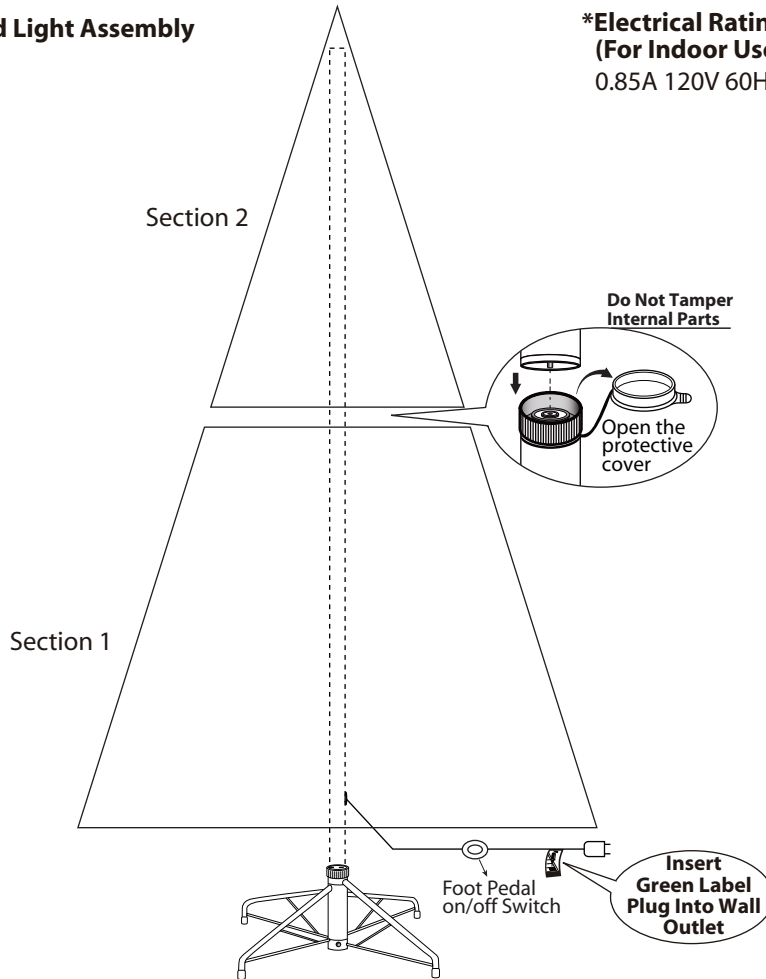 d Light Assembly
*Electrical Ratin
(For Indoor Use
0.85A 120V 60H
Section 2
Do Not Tamper
Internal Parts
Open the
protective
cover
Section 1
Foot Pedal
on/off Switch
Insert
Green Label
Plug Into Wall
Outlet